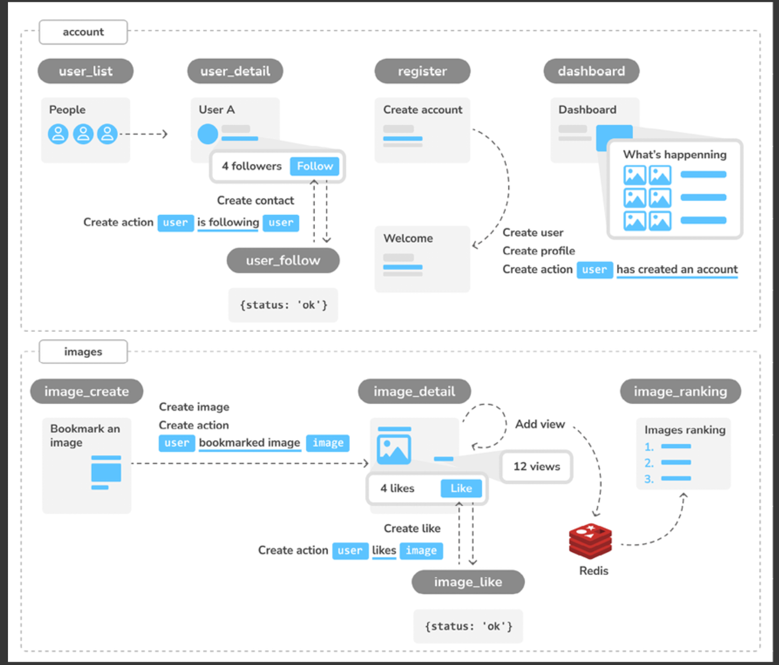 account
user_list
user_detail
register
dashboard
People
User A
Create account
Dashboard
What's happenning
4 followers Follow
Create contact
Create action user is following user
Welcome
Create user
Create profile
Create action user has created an account
user_follow
{status: 'ok'}
images
image_create
image_detail
image_ranking
Bookmark an
image
Create image
Create action
user bookmarked image image
Add view
12 views
Images ranking
1.
2.
3.
4 likes Like
Create like
Create action user likes image
Redis
image_like
{status: 'ok'}